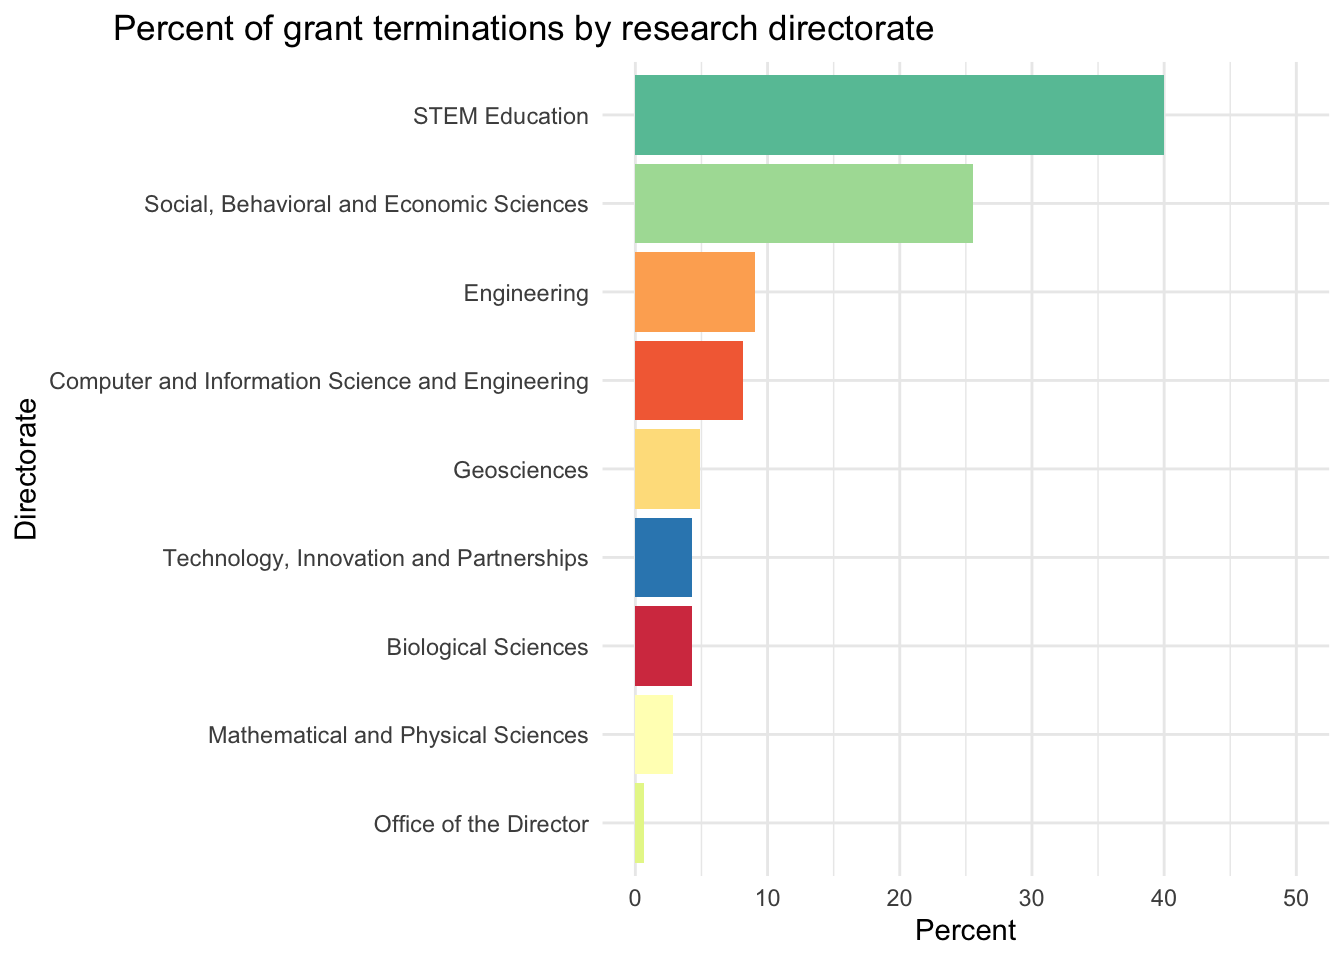 Percent of grant terminations by research directorate
STEM Education
Social, Behavioral and Economic Sciences
Engineering
Computer and Information Science and Engineering
Geosciences
Technology, Innovation and Partnerships
Biological Sciences
Mathematical and Physical Sciences
Office of the Director
Directorate
0 10 20 30 40 50
Percent